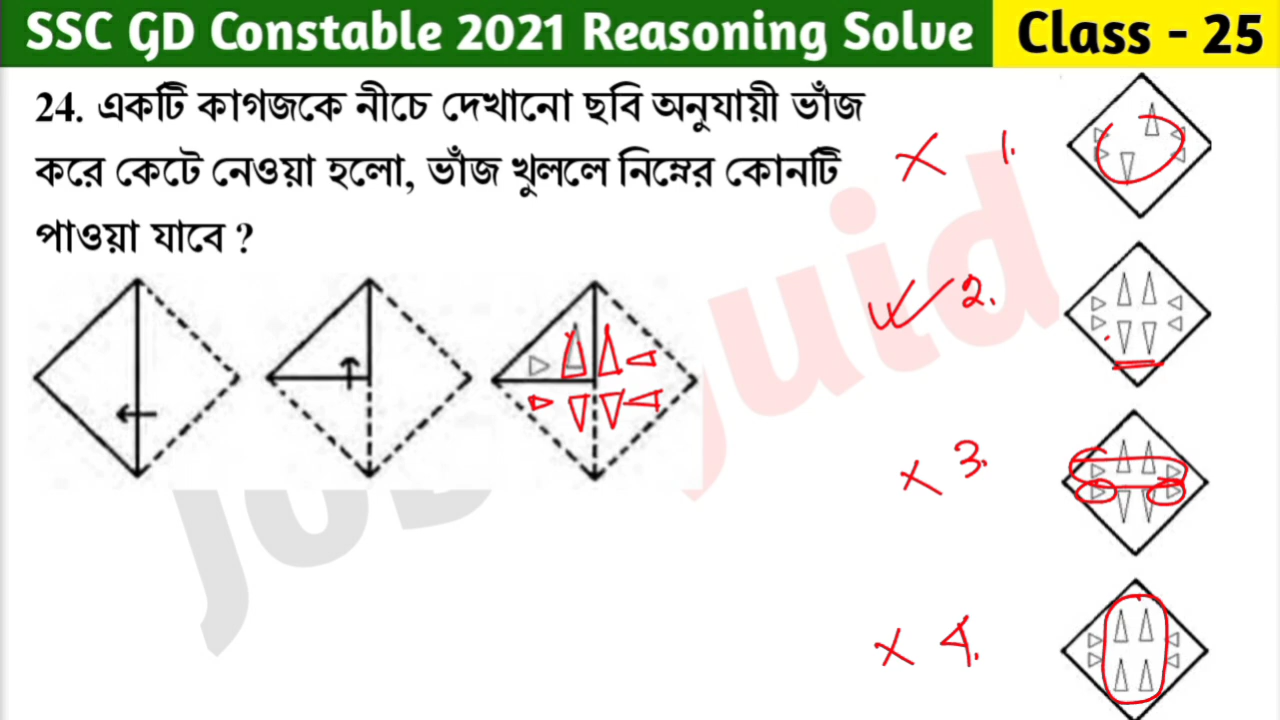 SSC GD Constable 2021 Reasoning Solve
Class - 25
24. একটি কাগজকে নীচে দেখানো ছবি অনুযায়ী ভাঁজ
করে কেটে নেওয়া হলো, ভাঁজ খুললে নিম্নের কোনটি
পাওয়া যাবে ?
1.
2.
3.
4.